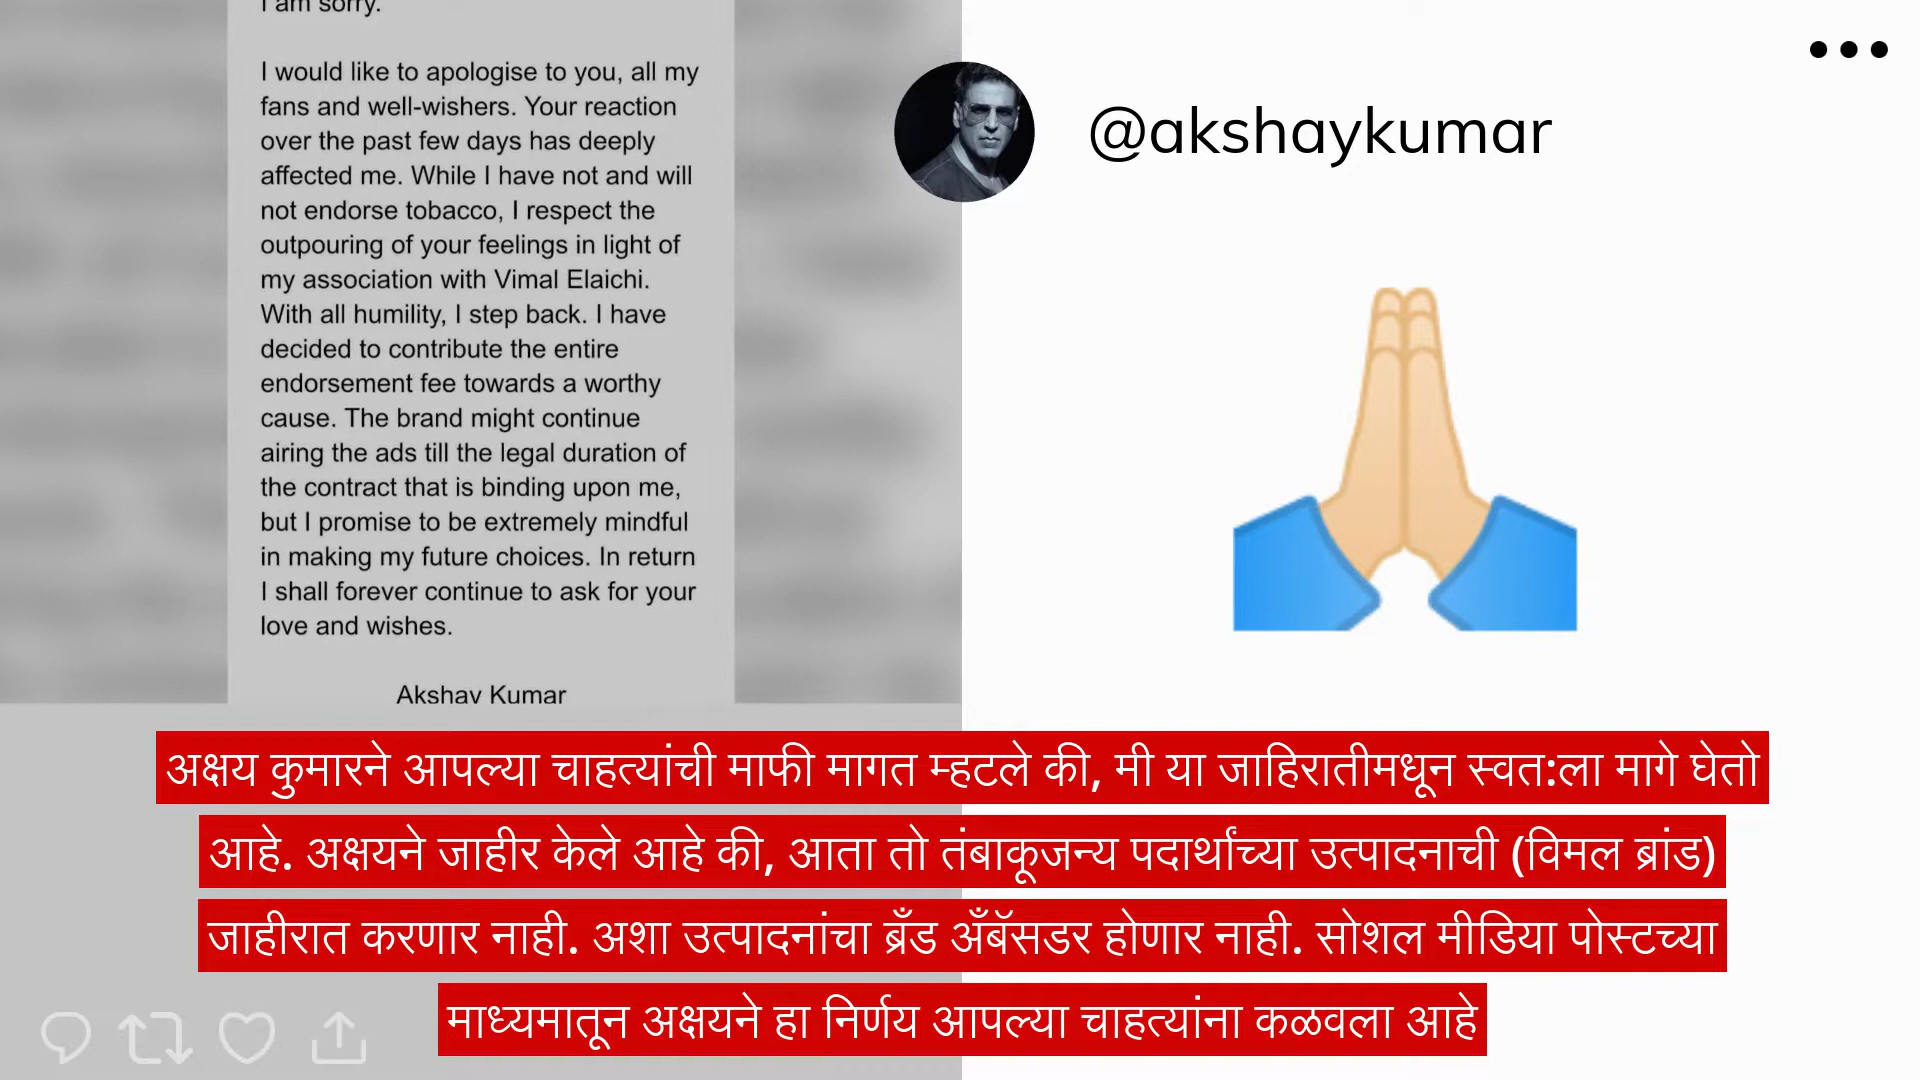 I am sorry.
I would like to apologise to you, all my
fans and well-wishers. Your reaction
over the past few days has deeply
affected me. While I have not and will
not endorse tobacco, I respect the
outpouring of your feelings in light of
my association with Vimal Elaichi.
With all humility, I step back. I have
decided to contribute the entire
endorsement fee towards a worthy
cause. The brand might continue
airing the ads till the legal duration of
the contract that is binding upon me,
but I promise to be extremely mindful
in making my future choices. In return
I shall forever continue to ask for your
love and wishes.
Akshay Kumar
@akshaykumar
अक्षय कुमारने आपल्या चाहत्यांची माफी मागत म्हटले की, मी या जाहिरातीमधून स्वत:ला मागे घेतो
आहे. अक्षयने जाहीर केले आहे की, आता तो तंबाकूजन्य पदार्थांच्या उत्पादनाची (विमल ब्रांड)
जाहीरात करणार नाही. अशा उत्पादनांचा ब्रँड अँबॅसडर होणार नाही. सोशल मीडिया पोस्टच्या
माध्यमातून अक्षयने हा निर्णय आपल्या चाहत्यांना कळवला आहे